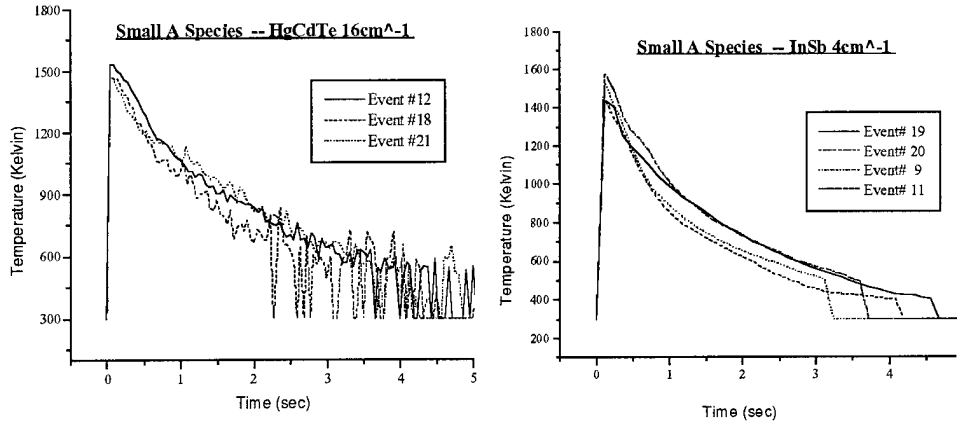 Small A Species -- HgCdTe 16cm^-1
Event #12
Event #18
Event #21
Temperature (Kelvin)
1500
1200
900
600
300
0
1
2
3
4
5
Time (sec)
Small A Species -- InSb 4cm^-1
Event# 19
Event# 20
Event# 9
Event# 11
Temperature (Kelvin)
1800
1600
1400
1200
1000
800
600
400
200
0
1
2
3
4
Time (sec)